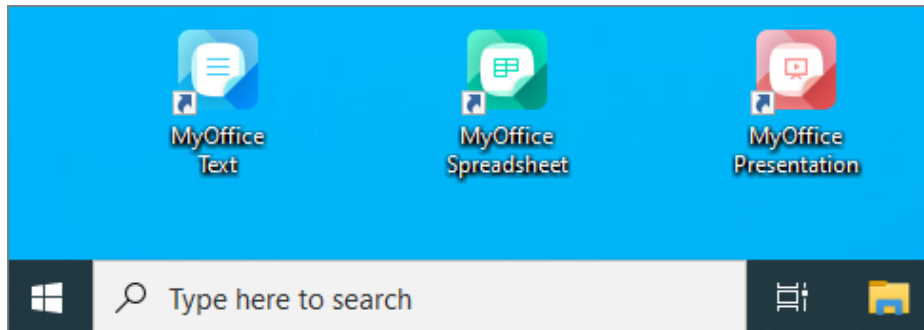 MyOffice
Text
MyOffice
Spreadsheet
MyOffice
Presentation
Type here to search